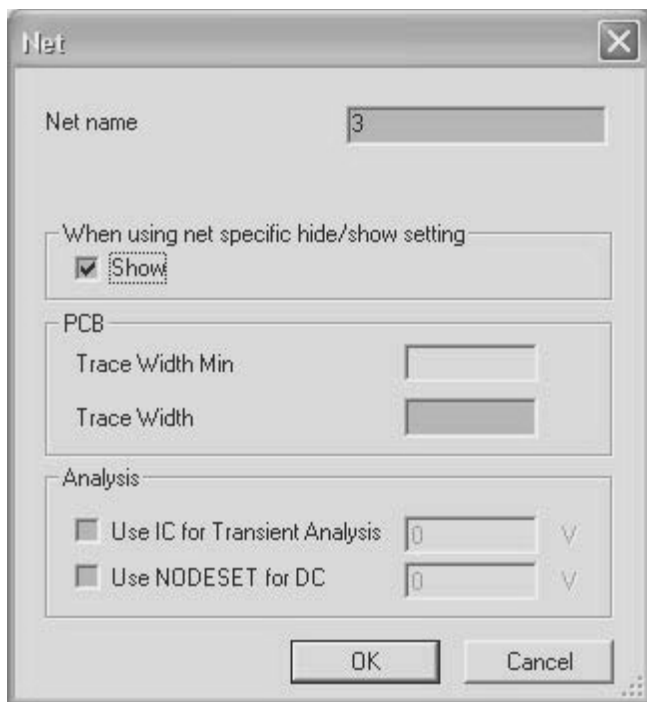 Net
Net name 3
When using net specific hide/show setting
Show
PCB
Trace Width Min
Trace Width
Analysis
Use IC for Transient Analysis 0 V
Use NODESET for DC 0 V
OK Cancel